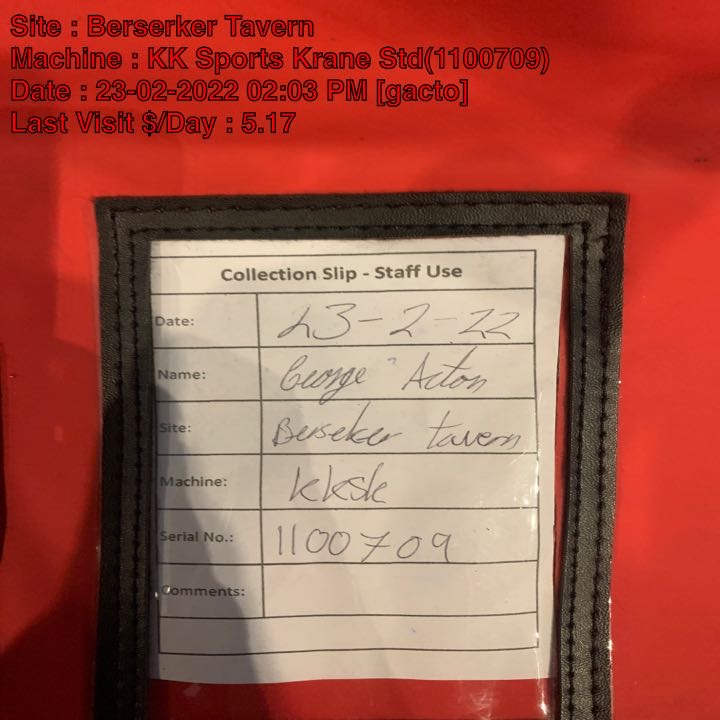 Site : Berserker Tavern
Machine : KK Sports Krane Std(1100709)
Date : 23-02-2022 02:03 PM [gacto]
Last Visit $/Day : 5.17
Collection Slip - Staff Use
Date: 23-2-22
Name: George Acton
Site: Berseker tavern
Machine: kksk
Serial No.: 1100709
Comments: